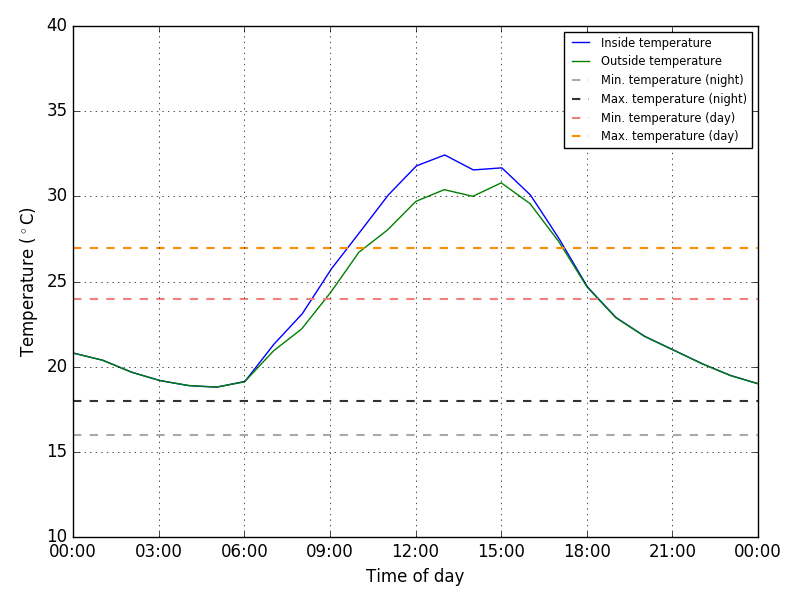 40
35
30
25
20
15
10
Temperature (°C)
Inside temperature
Outside temperature
Min. temperature (night)
Max. temperature (night)
Min. temperature (day)
Max. temperature (day)
00:00 03:00 06:00 09:00 12:00 15:00 18:00 21:00 00:00
Time of day